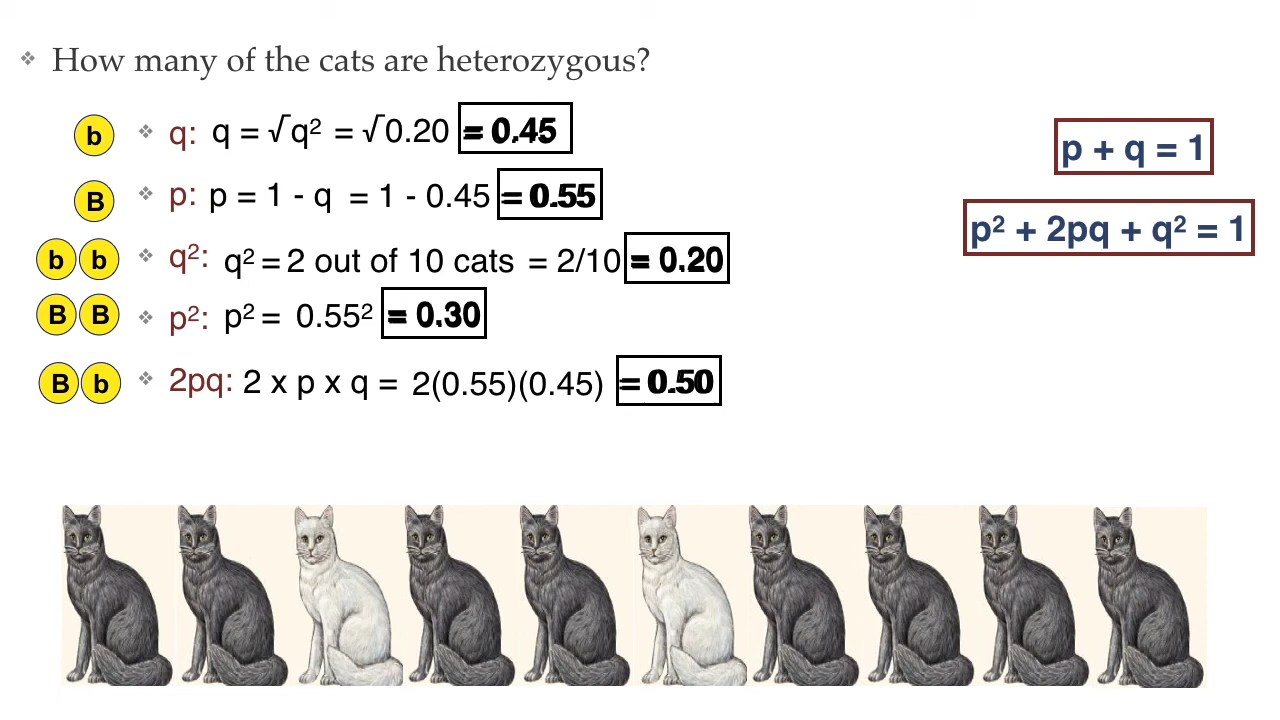 ❖ How many of the cats are heterozygous?
b ❖ q: q = √q² = √0.20 = 0.45
B ❖ p: p = 1 - q = 1 - 0.45 = 0.55
b b ❖ q²: q² = 2 out of 10 cats = 2/10 = 0.20
B B ❖ p²: p² = 0.55² = 0.30
B b ❖ 2pq: 2 x p x q = 2(0.55)(0.45) = 0.50
p + q = 1
p² + 2pq + q² = 1